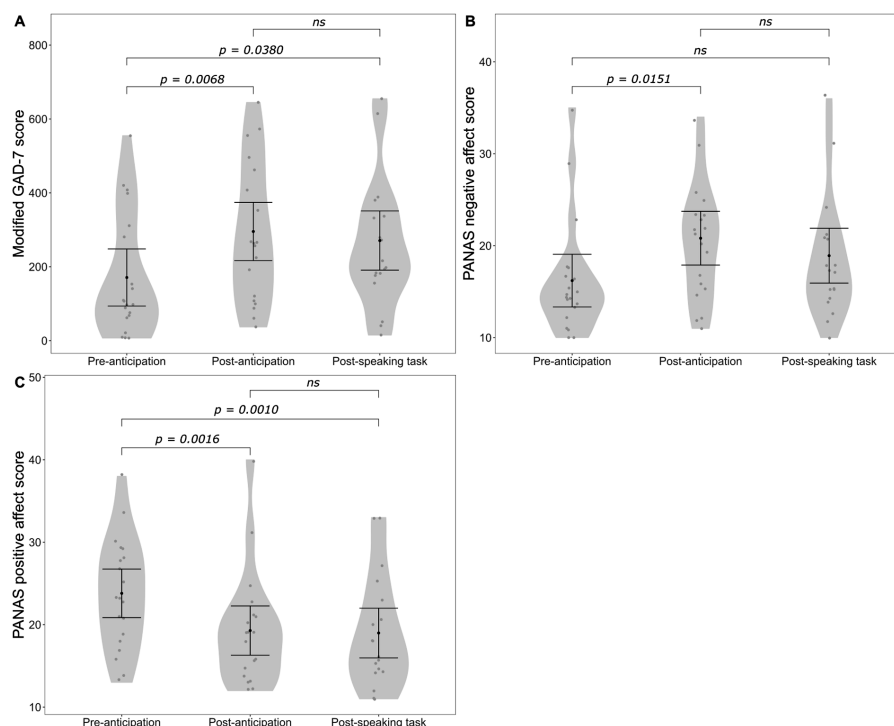 A
Modified GAD-7 score
800
600
400
200
0
ns
p = 0.0380
p = 0.0068
Pre-anticipation Post-anticipation Post-speaking task
B
PANAS negative affect score
40
30
20
10
ns
ns
p = 0.0151
Pre-anticipation Post-anticipation Post-speaking task
C
PANAS positive affect score
50
40
30
20
10
ns
p = 0.0010
p = 0.0016
Pre-anticipation Post-anticipation Post-speaking task